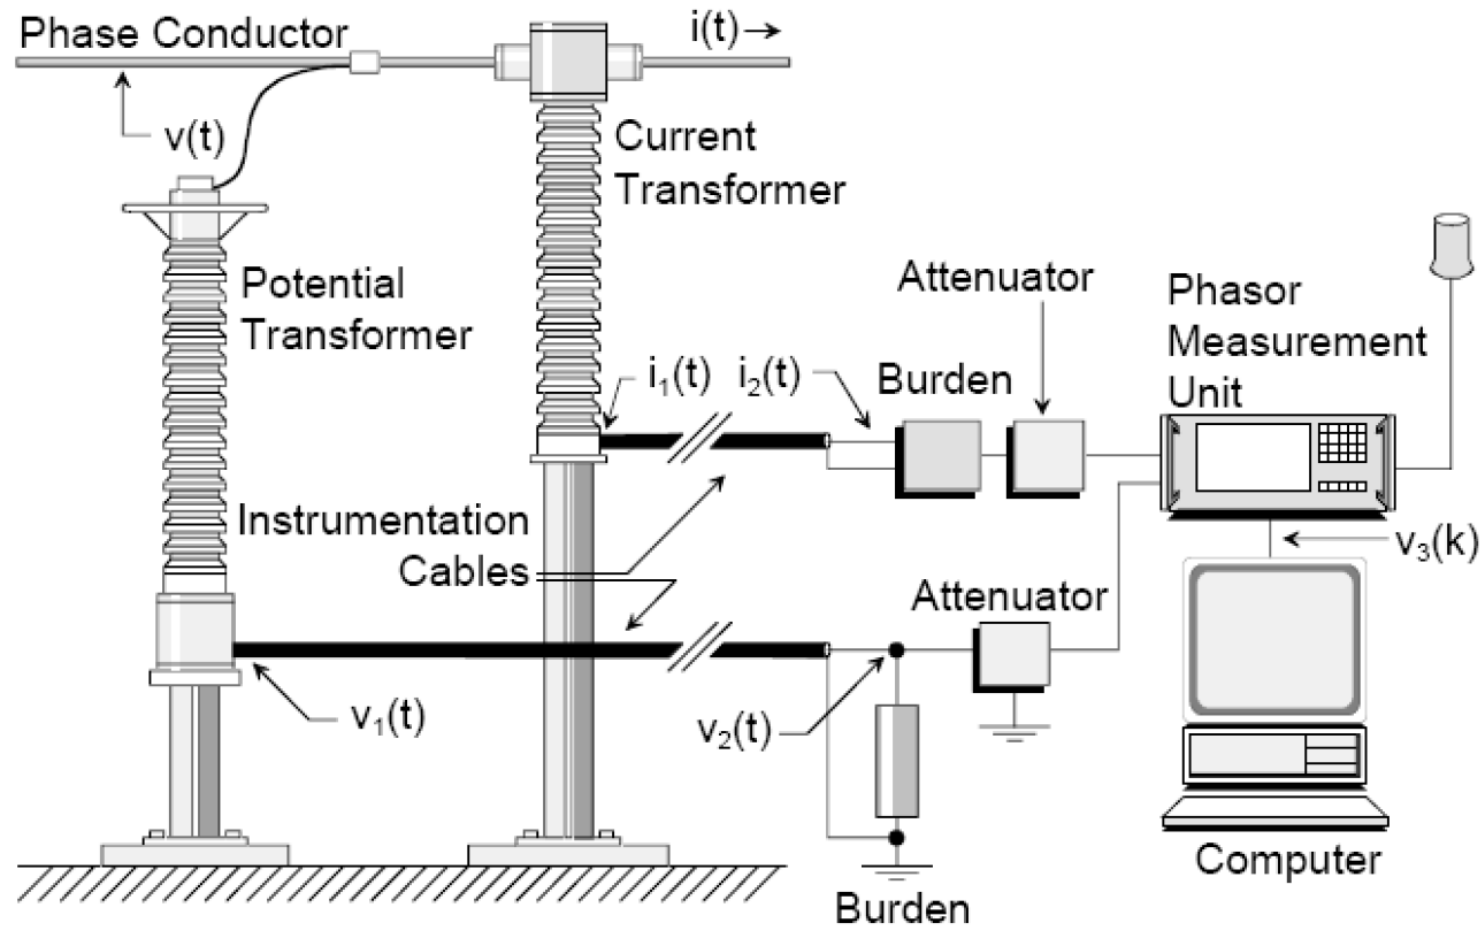 Phase Conductor
i(t)
v(t)
Current
Transformer
Potential
Transformer
Attenuator
Phasor
Measurement
Unit
i₁(t)
i₂(t)
Burden
Instrumentation
Cables
v₃(k)
Attenuator
v₁(t)
v₂(t)
Computer
Burden